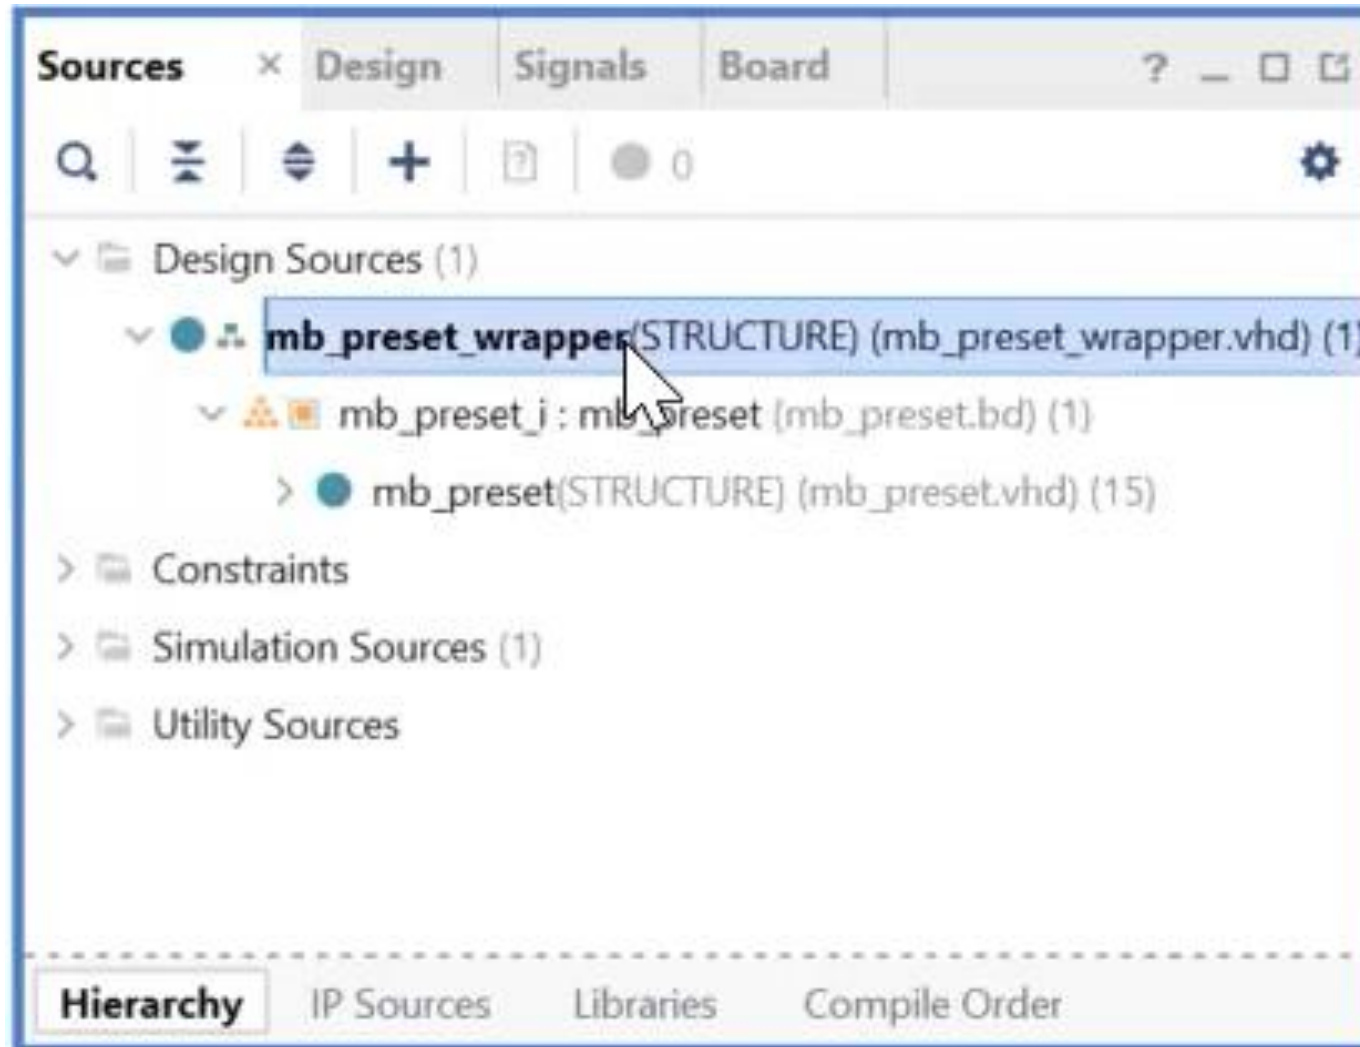 Sources × Design Signals Board ?
0
Design Sources (1)
mb_preset_wrapper(STRUCTURE) (mb_preset_wrapper.vhd) (1)
mb_preset_i : mb_preset (mb_preset.bd) (1)
mb_preset(STRUCTURE) (mb_preset.vhd) (15)
Constraints
Simulation Sources (1)
Utility Sources
Hierarchy IP Sources Libraries Compile Order